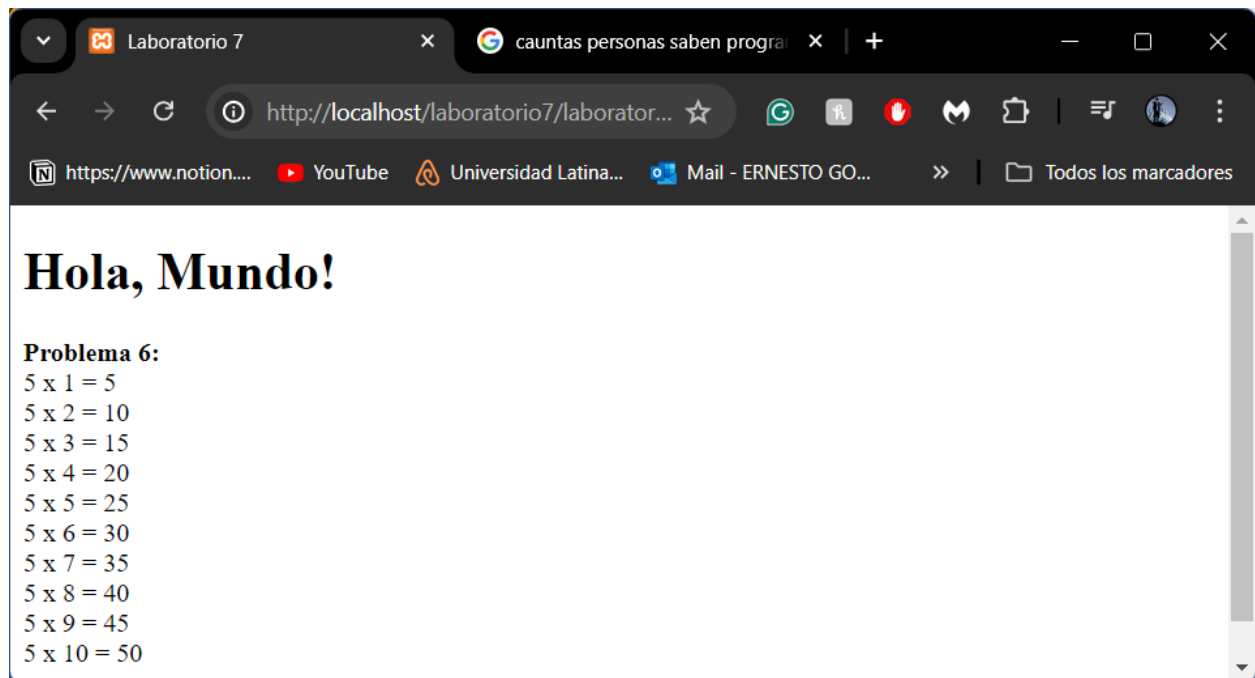 Laboratorio 7
cauntas personas saben progra
http://localhost/laboratorio7/laborator...
https://www.notion....
YouTube
Universidad Latina...
Mail - ERNESTO GO...
»
Todos los marcadores
Hola, Mundo!
Problema 6:
5 x 1 = 5
5 x 2 = 10
5 x 3 = 15
5 x 4 = 20
5 x 5 = 25
5 x 6 = 30
5 x 7 = 35
5 x 8 = 40
5 x 9 = 45
5 x 10 = 50